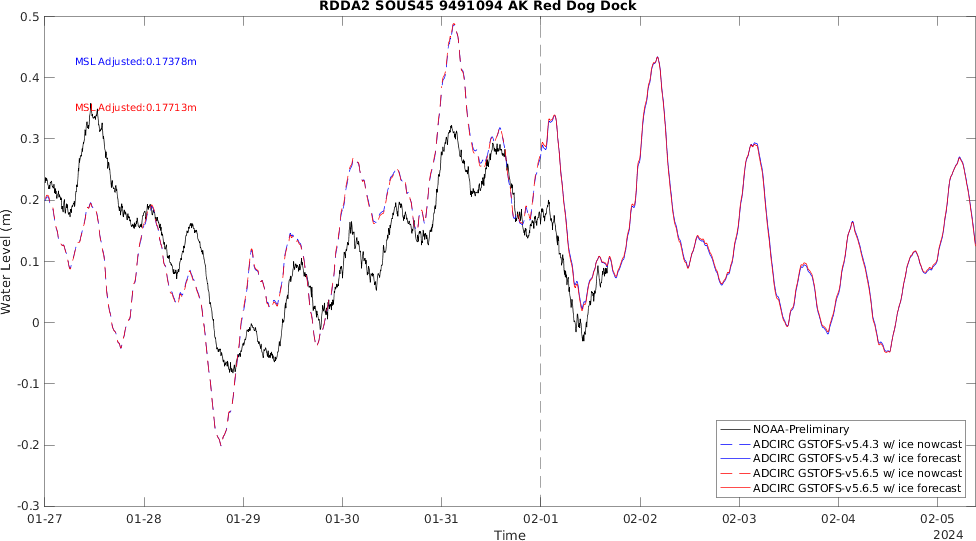 RDDA2 SOUS45 9491094 AK Red Dog Dock
0.5
0.4
0.3
0.2
0.1
0
-0.1
-0.2
-0.3
Water Level (m)
MSL Adjusted:0.17378m
MSL Adjusted:0.17713m
NOAA-Preliminary
ADCIRC GSTOFS-v5.4.3 w/ ice nowcast
ADCIRC GSTOFS-v5.4.3 w/ ice forecast
ADCIRC GSTOFS-v5.6.5 w/ ice nowcast
ADCIRC GSTOFS-v5.6.5 w/ ice forecast
01-27 01-28 01-29 01-30 01-31 02-01 02-02 02-03 02-04 02-05
Time
2024